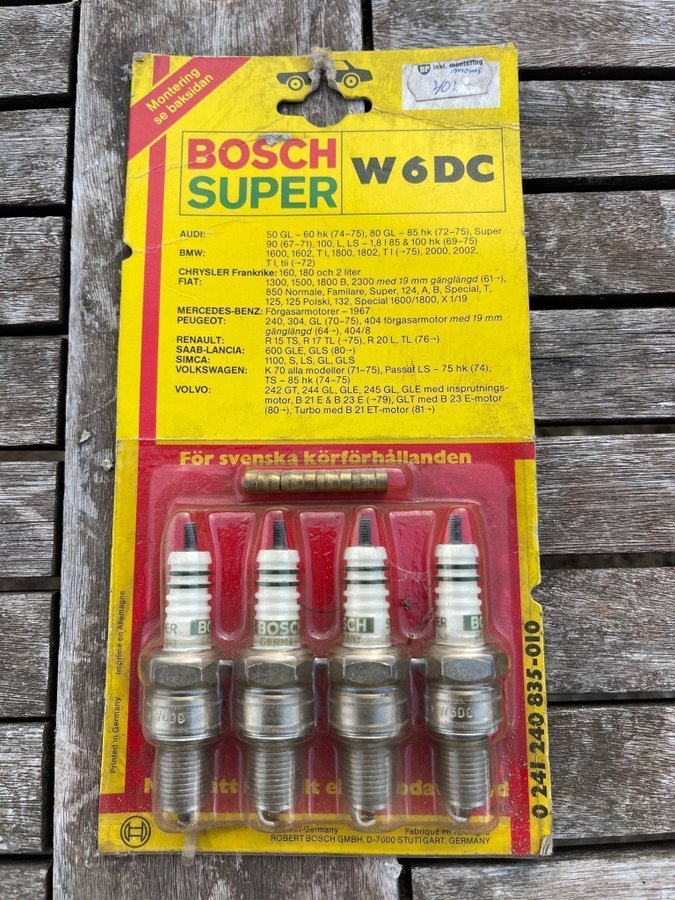 Montering
se baksidan
BP inkl. montering
moms
BOSCH
SUPER
W6DC
AUDI: 50 GL – 60 hk (74–75), 80 GL – 85 hk (72–75), Super
90 (67–71), 100, L, LS – 1,8 l 85 & 100 hk (69–75)
BMW: 1600, 1602, T I, 1800, 1802, T I (→75), 2000, 2002,
T I, tii (→72)
CHRYSLER Frankrike: 160, 180 och 2 liter
FIAT: 1300, 1500, 1800 B, 2300 med 19 mm gänglängd (61→),
850 Normale, Familare, Super, 124, A, B, Special, T,
125, 125 Polski, 132, Special 1600/1800, X 1/19
MERCEDES-BENZ: Förgasarmotorer – 1967
PEUGEOT: 240, 304, GL (70–75), 404 förgasarmotor med 19 mm
gänglängd (64→), 404/8
RENAULT: R 15 TS, R 17 TL (→75), R 20 L, TL (76→)
SAAB-LANCIA: 600 GLE, GLS (80→)
SIMCA: 1100, S, LS, GL, GLS
VOLKSWAGEN: K 70 alla modeller (71–75), Passat LS – 75 hk (74),
TS – 85 hk (74–75)
VOLVO: 242 GT, 244 GL, GLE, 245 GL, GLE med insprutnings-
motor, B 21 E & B 23 E (→79), GLT med B 23 E-motor
(80→), Turbo med B 21 ET-motor (81→)
För svenska körförhållanden
BOSCH
GERMANY
W6DC
0 241 240 835-010
Printed in Germany Imprimé en Allemagne
in Germany Fabriqué en
ROBERT BOSCH GMBH, D-7000 STUTTGART, GERMANY